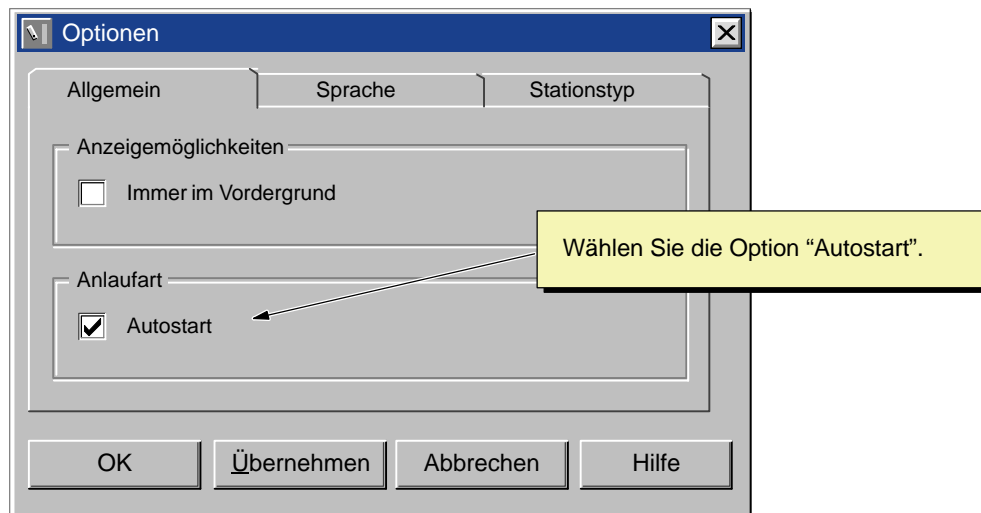 Optionen
Allgemein Sprache Stationstyp
Anzeigemöglichkeiten
Immer im Vordergrund
Wählen Sie die Option “Autostart”.
Anlaufart
Autostart
OK Übernehmen Abbrechen Hilfe